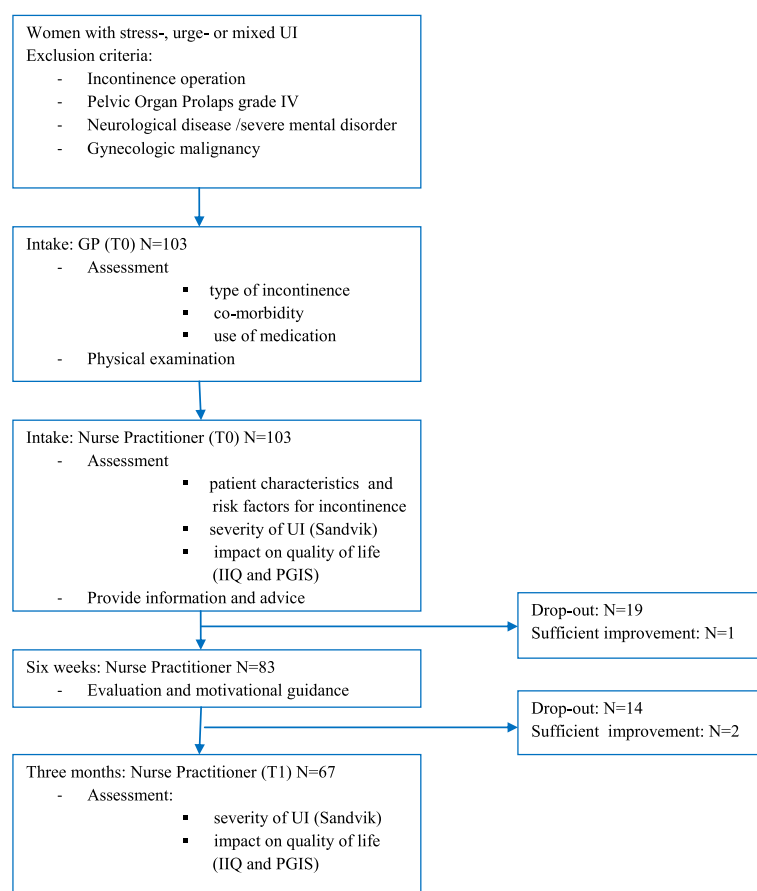 Women with stress-, urge- or mixed UI
Exclusion criteria:
- Incontinence operation
- Pelvic Organ Prolaps grade IV
- Neurological disease /severe mental disorder
- Gynecologic malignancy
Intake: GP (T0) N=103
- Assessment
▪ type of incontinence
▪ co-morbidity
▪ use of medication
- Physical examination
Intake: Nurse Practitioner (T0) N=103
- Assessment
▪ patient characteristics and
risk factors for incontinence
▪ severity of UI (Sandvik)
▪ impact on quality of life
(IIQ and PGIS)
- Provide information and advice
Drop-out: N=19
Sufficient improvement: N=1
Six weeks: Nurse Practitioner N=83
- Evaluation and motivational guidance
Drop-out: N=14
Sufficient improvement: N=2
Three months: Nurse Practitioner (T1) N=67
- Assessment:
▪ severity of UI (Sandvik)
▪ impact on quality of life
(IIQ and PGIS)